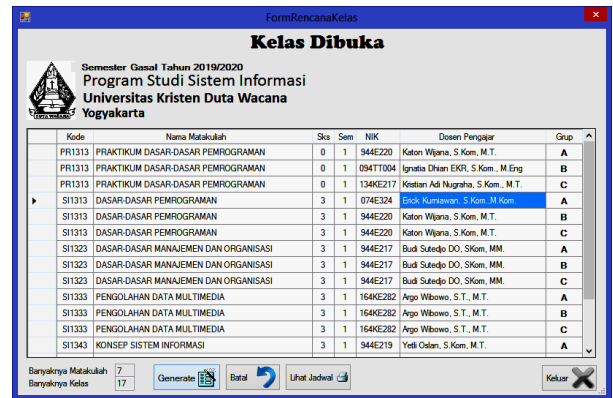 FormRencanaKelas
Kelas Dibuka
Semester Gasal Tahun 2019/2020
Program Studi Sistem Informasi
Universitas Kristen Duta Wacana
Yogyakarta
DUTA WACANA
Kode Nama Matakuliah Sks Sem NIK Dosen Pengajar Grup
PR1313 PRAKTIKUM DASAR-DASAR PEMROGRAMAN 0 1 944E220 Katon Wijana, S.Kom, M.T. A
PR1313 PRAKTIKUM DASAR-DASAR PEMROGRAMAN 0 1 094TT004 Ignatia Dhian EKR, S.Kom., M.Eng B
PR1313 PRAKTIKUM DASAR-DASAR PEMROGRAMAN 0 1 134KE217 Kristian Adi Nugraha, S.Kom., M.T. C
SI1313 DASAR-DASAR PEMROGRAMAN 3 1 074E324 Erick Kurniawan, S.Kom.,M.Kom. A
SI1313 DASAR-DASAR PEMROGRAMAN 3 1 944E220 Katon Wijana, S.Kom, M.T. B
SI1313 DASAR-DASAR PEMROGRAMAN 3 1 944E220 Katon Wijana, S.Kom, M.T. C
SI1323 DASAR-DASAR MANAJEMEN DAN ORGANISASI 3 1 944E217 Budi Sutedjo DO, SKom, MM. A
SI1323 DASAR-DASAR MANAJEMEN DAN ORGANISASI 3 1 944E217 Budi Sutedjo DO, SKom, MM. B
SI1323 DASAR-DASAR MANAJEMEN DAN ORGANISASI 3 1 944E217 Budi Sutedjo DO, SKom, MM. C
SI1333 PENGOLAHAN DATA MULTIMEDIA 3 1 164KE282 Argo Wibowo, S.T., M.T. A
SI1333 PENGOLAHAN DATA MULTIMEDIA 3 1 164KE282 Argo Wibowo, S.T., M.T. B
SI1333 PENGOLAHAN DATA MULTIMEDIA 3 1 164KE282 Argo Wibowo, S.T., M.T. C
SI1343 KONSEP SISTEM INFORMASI 3 1 944E219 Yetli Oslan, S.Kom, M.T. A
Banyaknya Matakuliah 7
Banyaknya Kelas 17
Generate Batal Lihat Jadwal Keluar